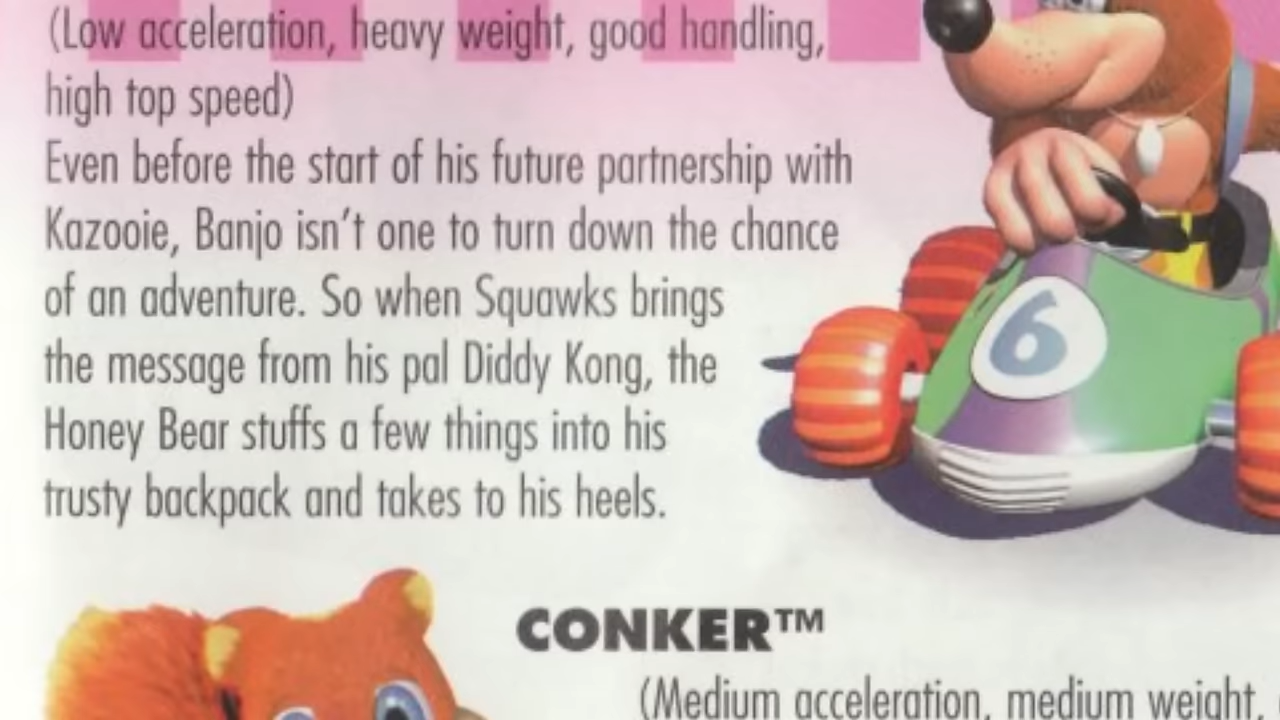 (Low acceleration, heavy weight, good handling,
high top speed)
Even before the start of his future partnership with
Kazooie, Banjo isn't one to turn down the chance
of an adventure. So when Squawks brings
the message from his pal Diddy Kong, the
Honey Bear stuffs a few things into his
trusty backpack and takes to his heels.
6
CONKER™
(Medium acceleration, medium weight,